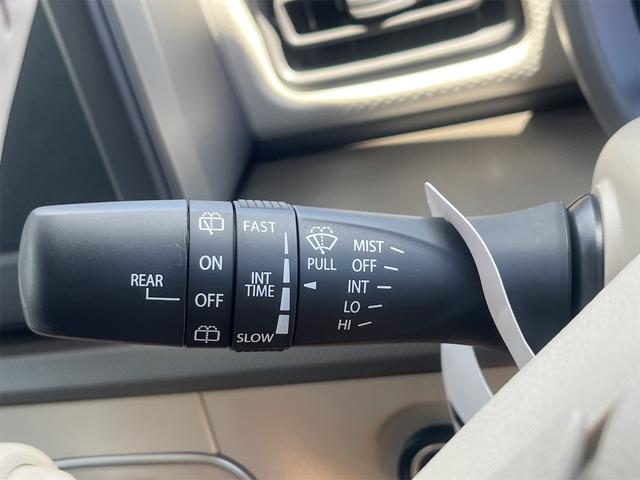 REAR
ON
OFF
FAST
INT
TIME
SLOW
PULL
MIST
OFF
INT
LO
HI